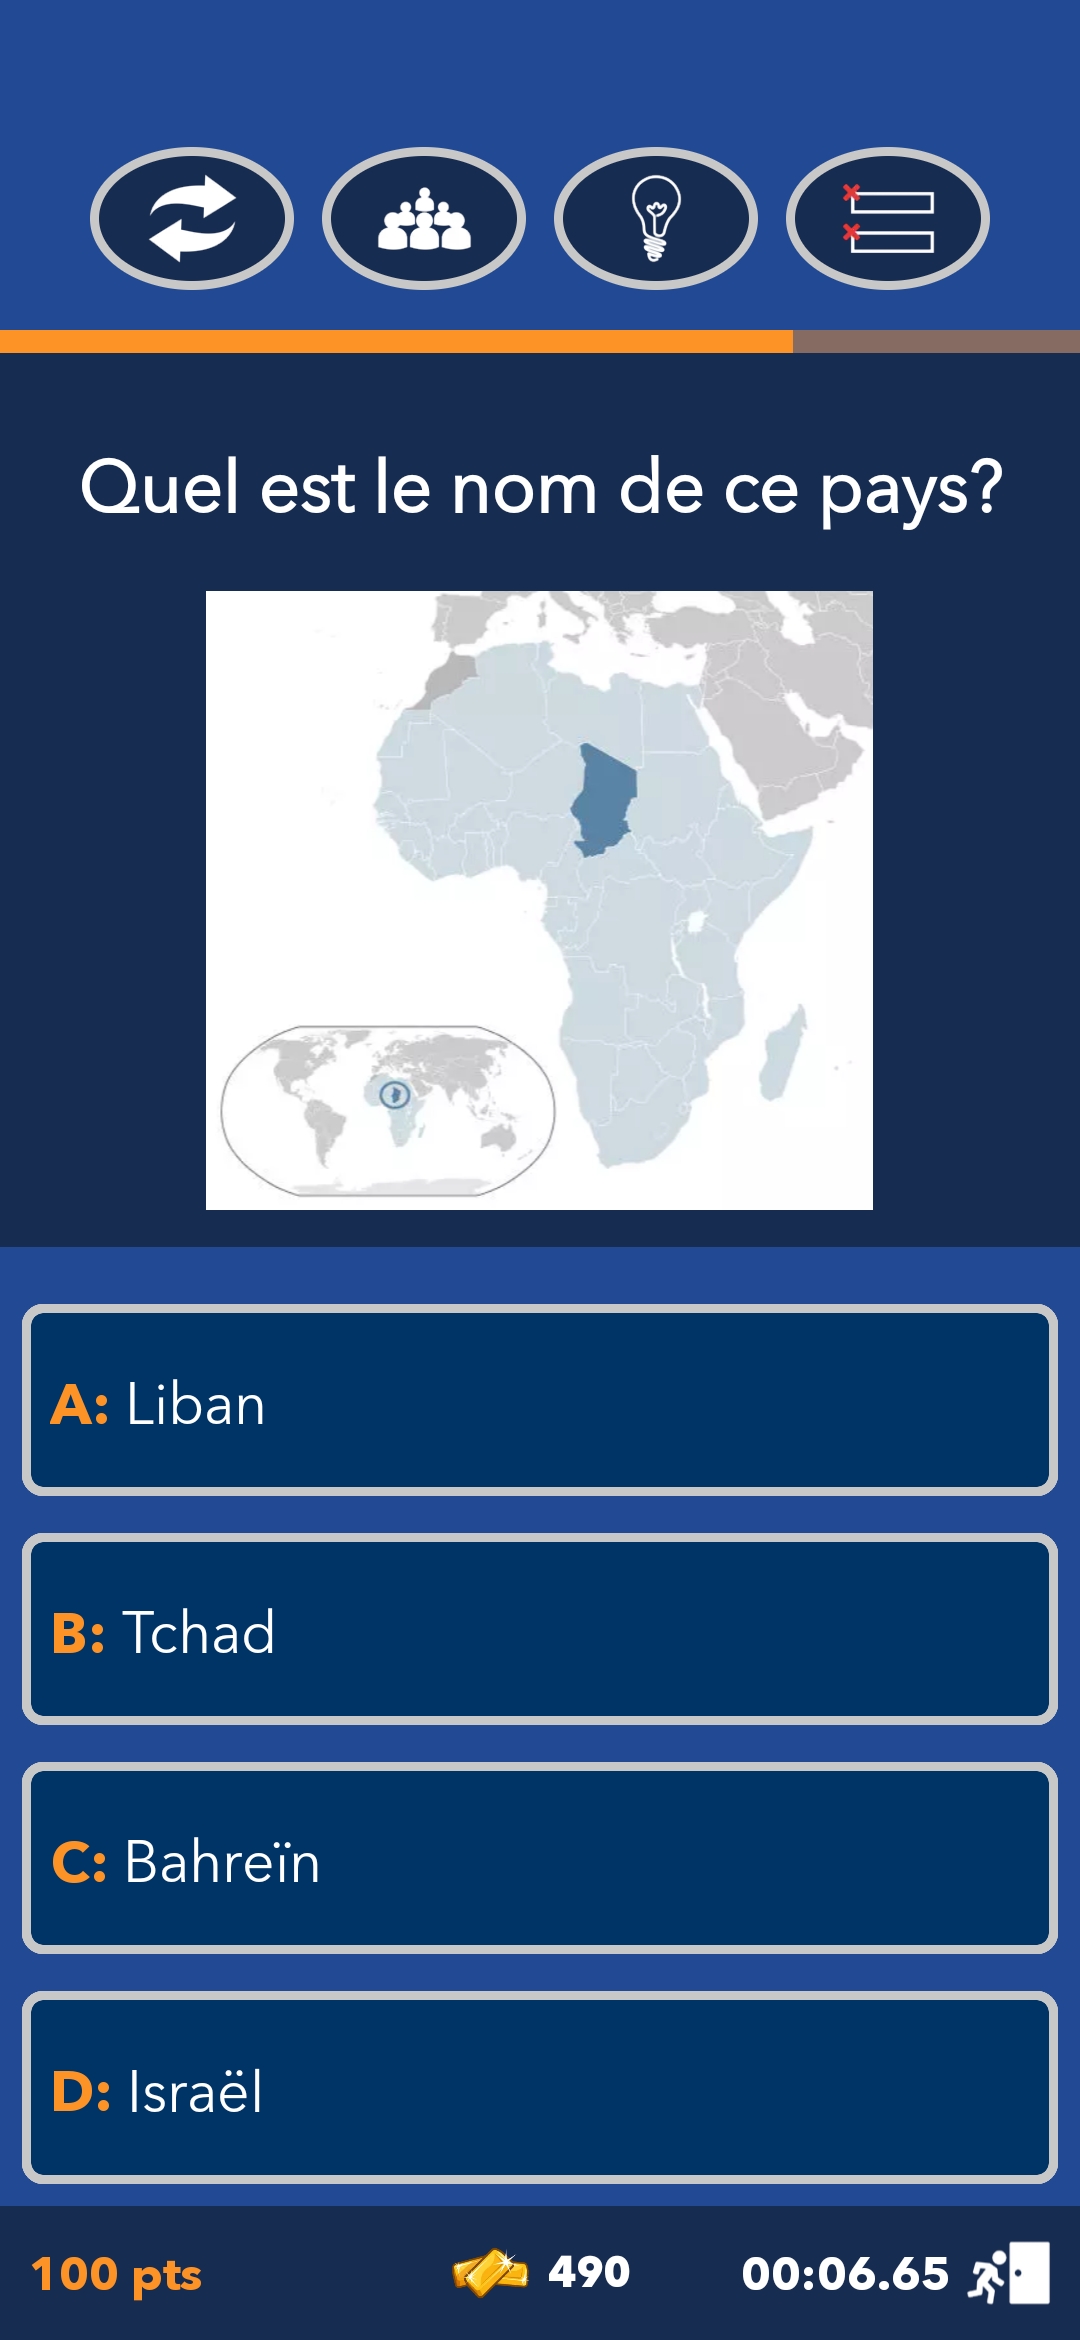 Quel est le nom de ce pays?
A: Liban
B: Tchad
C: Bahreïn
D: Israël
100 pts
490
00:06.65